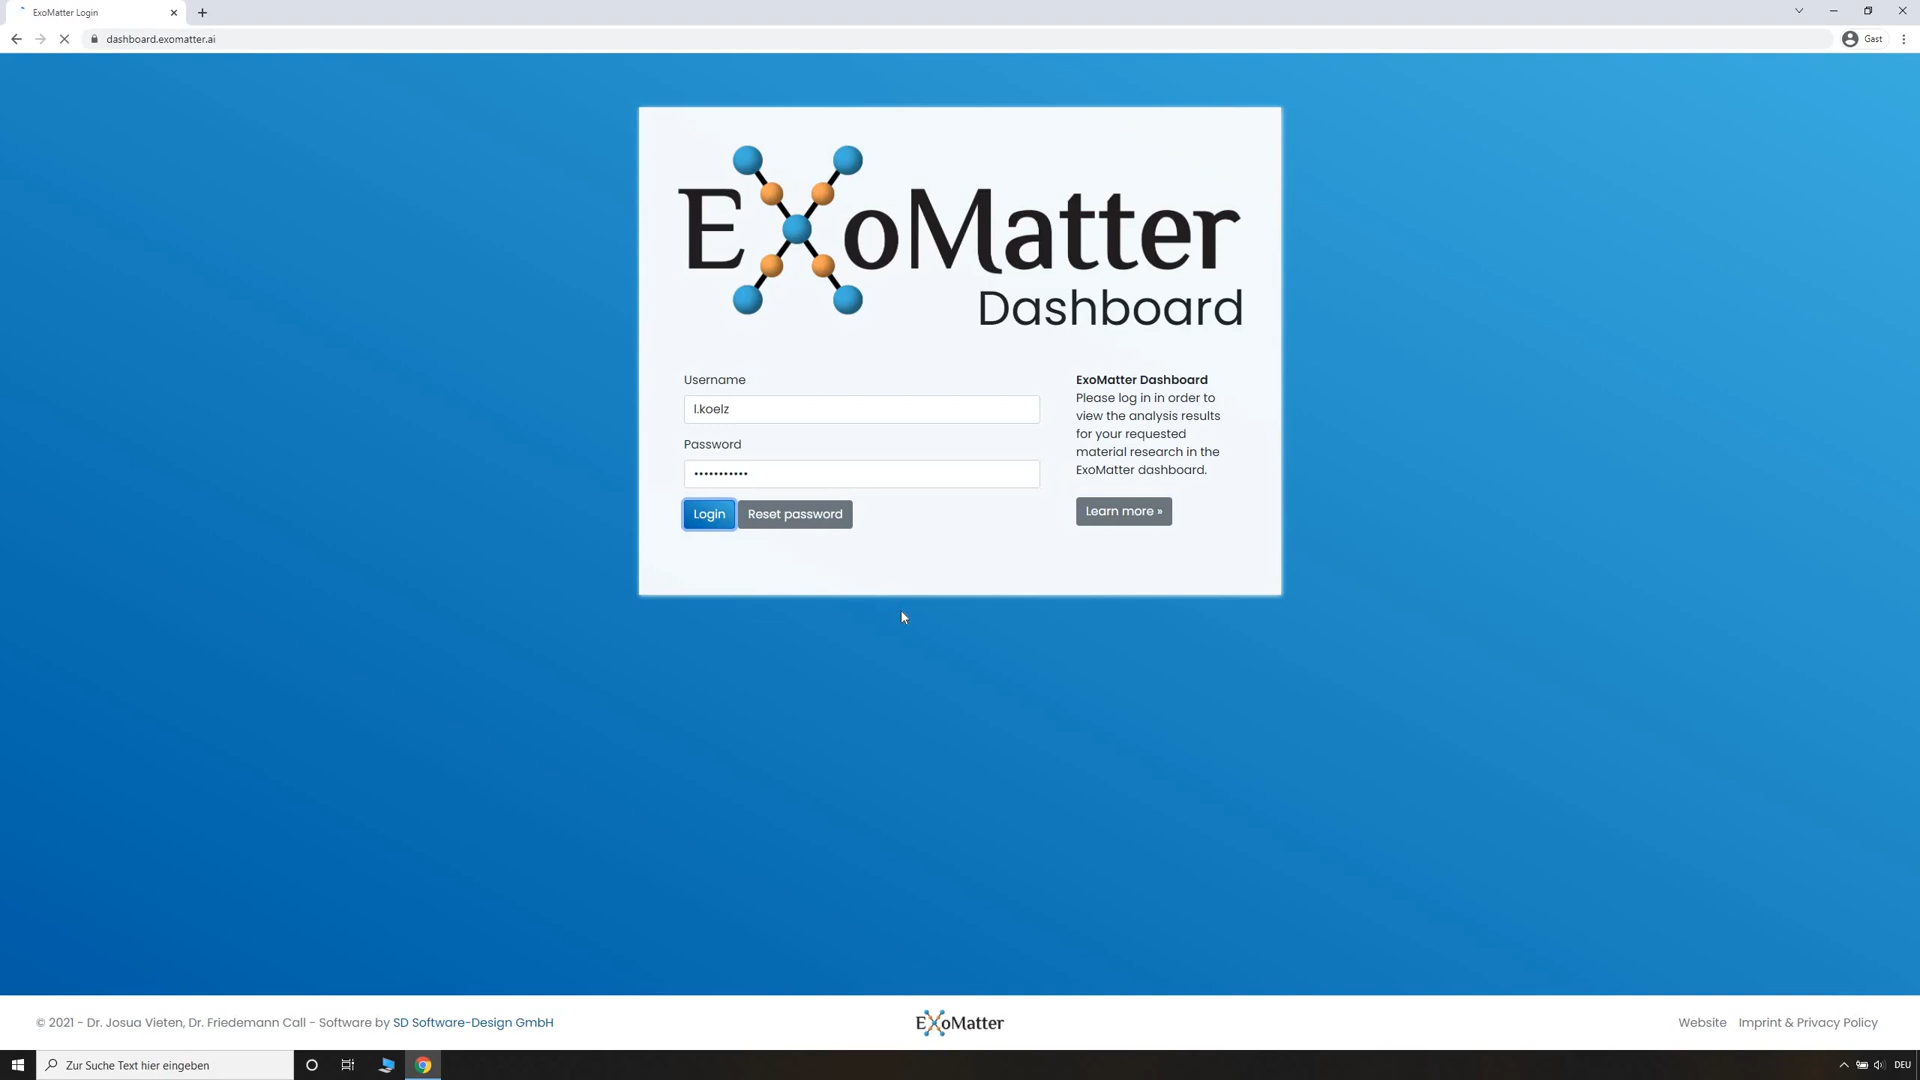 ExoMatter Login
dashboard.exomatter.ai
Gast
ExoMatter
Dashboard
Username
l.koelz
Password
•••••••••••
Login
Reset password
ExoMatter Dashboard
Please log in in order to
view the analysis results
for your requested
material research in the
ExoMatter dashboard.
Learn more »
© 2021 - Dr. Josua Vieten, Dr. Friedemann Call - Software by SD Software-Design GmbH
ExoMatter
Website
Imprint & Privacy Policy
Zur Suche Text hier eingeben
DEU